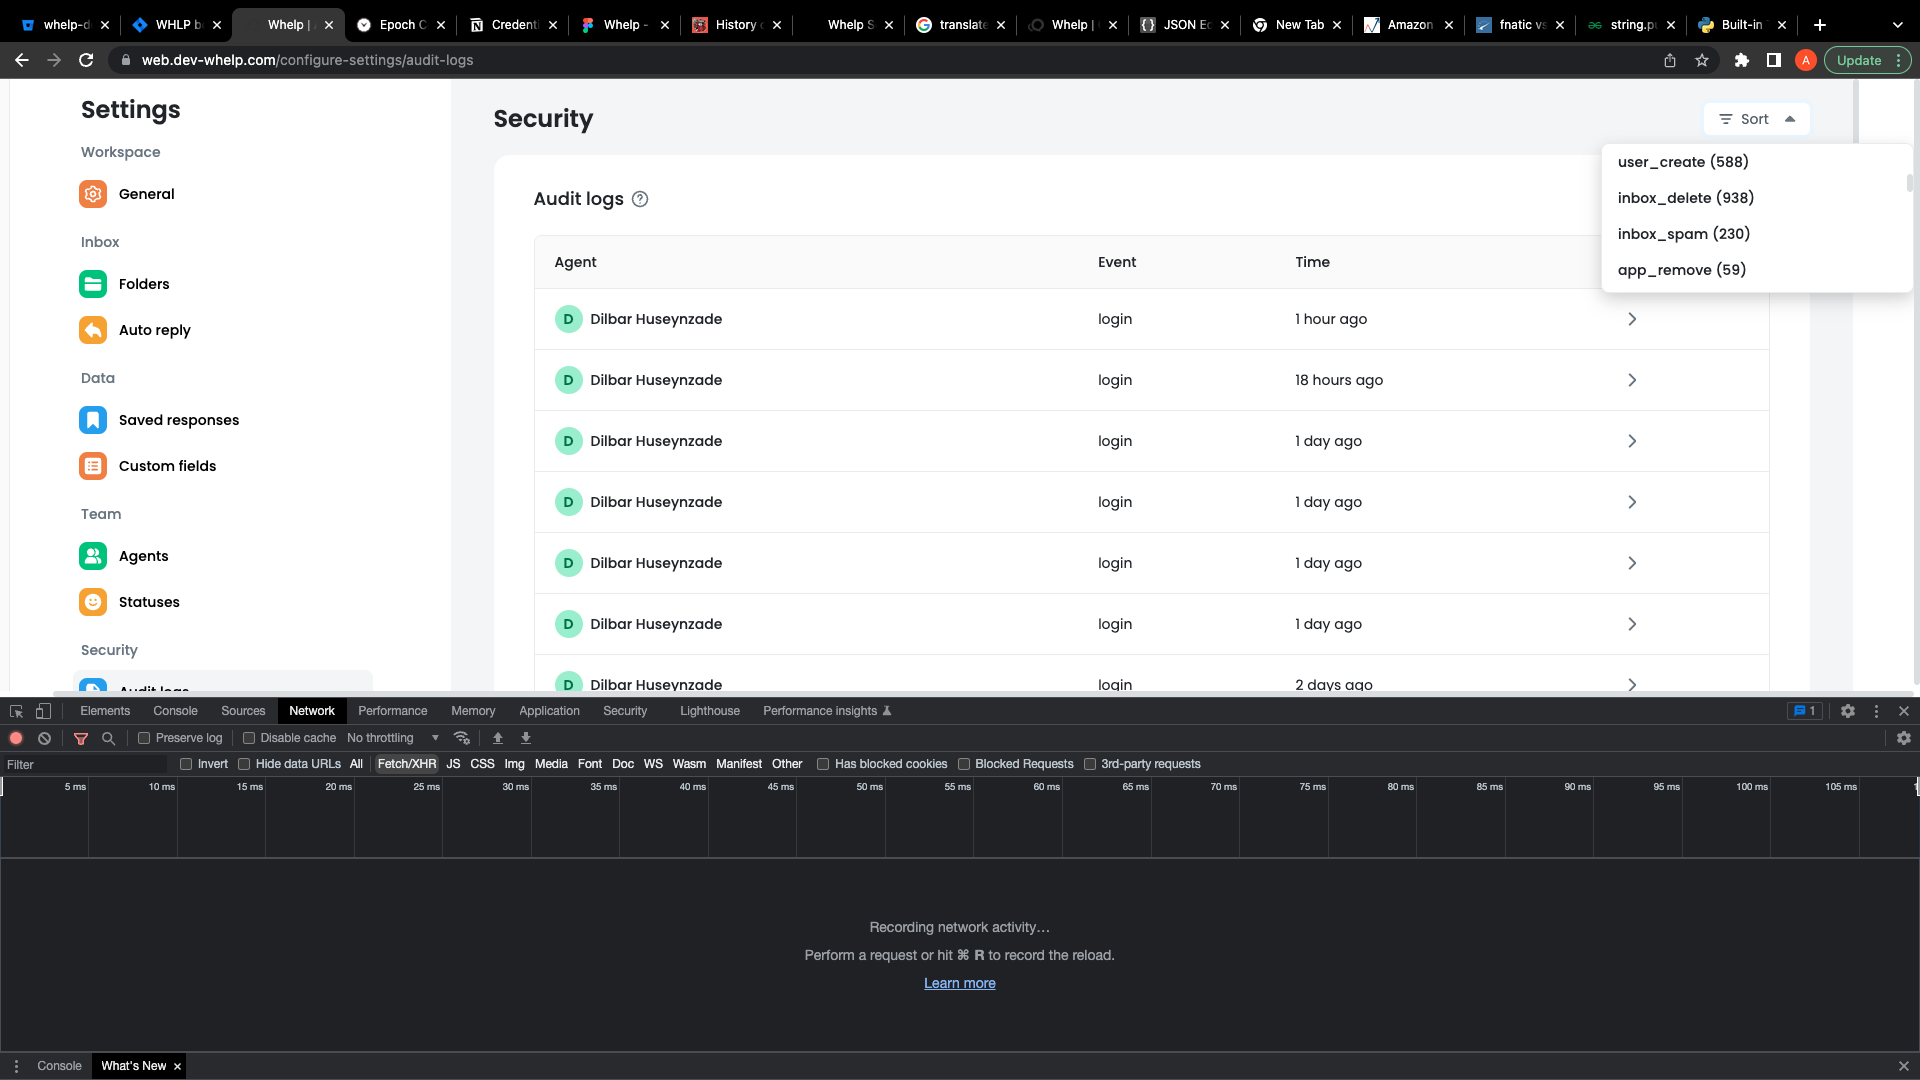 whelp-d
WHLP b
Whelp |
Epoch C
Credenti
Whelp -
History
Whelp S
translate
Whelp |
JSON E
New Tab
Amazon
fnatic vs
string.p
Built-in
web.dev-whelp.com/configure-settings/audit-logs
A
Update
Settings
Workspace
General
Inbox
Folders
Auto reply
Data
Saved responses
Custom fields
Team
Agents
Statuses
Security
Audit logs
Security
Sort
user_create (588)
inbox_delete (938)
inbox_spam (230)
app_remove (59)
Audit logs
Agent Event Time
D Dilbar Huseynzade login 1 hour ago
D Dilbar Huseynzade login 18 hours ago
D Dilbar Huseynzade login 1 day ago
D Dilbar Huseynzade login 1 day ago
D Dilbar Huseynzade login 1 day ago
D Dilbar Huseynzade login 1 day ago
D Dilbar Huseynzade login 2 days ago
Elements Console Sources Network Performance Memory Application Security Lighthouse Performance insights 1
Preserve log Disable cache No throttling
Filter Invert Hide data URLs All Fetch/XHR JS CSS Img Media Font Doc WS Wasm Manifest Other Has blocked cookies Blocked Requests 3rd-party requests
5 ms 10 ms 15 ms 20 ms 25 ms 30 ms 35 ms 40 ms 45 ms 50 ms 55 ms 60 ms 65 ms 70 ms 75 ms 80 ms 85 ms 90 ms 95 ms 100 ms 105 ms
Recording network activity…
Perform a request or hit ⌘ R to record the reload.
Learn more
Console What's New